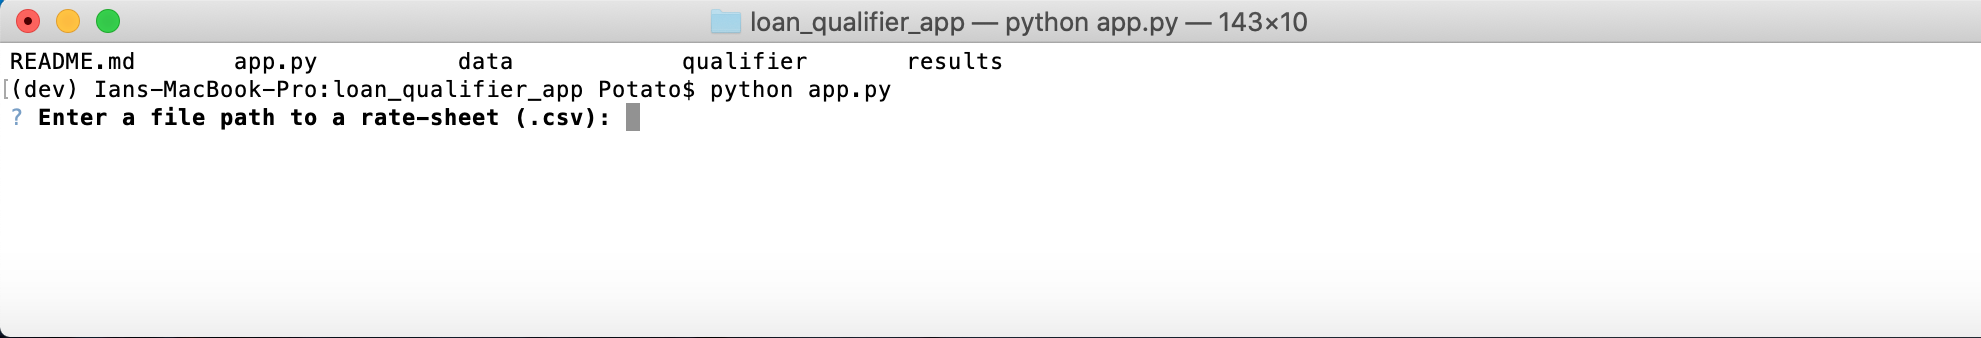 loan_qualifier_app — python app.py — 143×10
README.md app.py data qualifier results
[(dev) Ians-MacBook-Pro:loan_qualifier_app Potato$ python app.py
? Enter a file path to a rate-sheet (.csv):